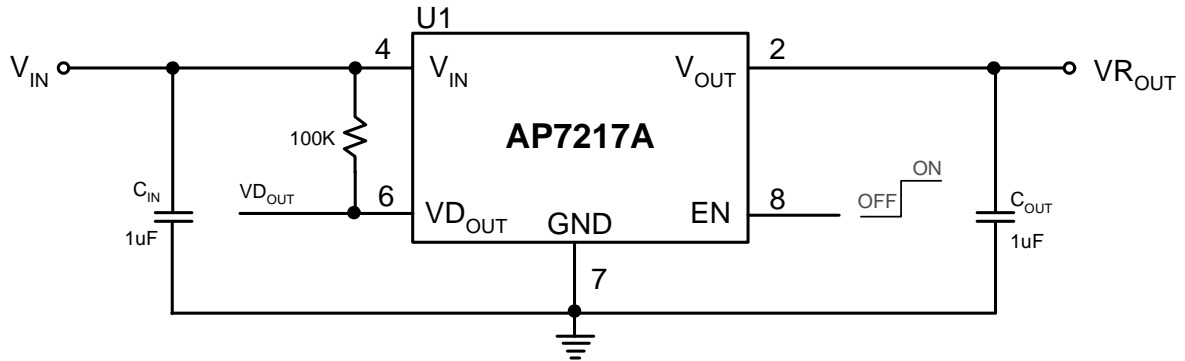 U1
V_IN
4
V_IN
V_OUT
2
VR_OUT
100K
AP7217A
C_IN
1uF
VD_OUT
6
VD_OUT
GND
EN
8
OFF
ON
C_OUT
1uF
7